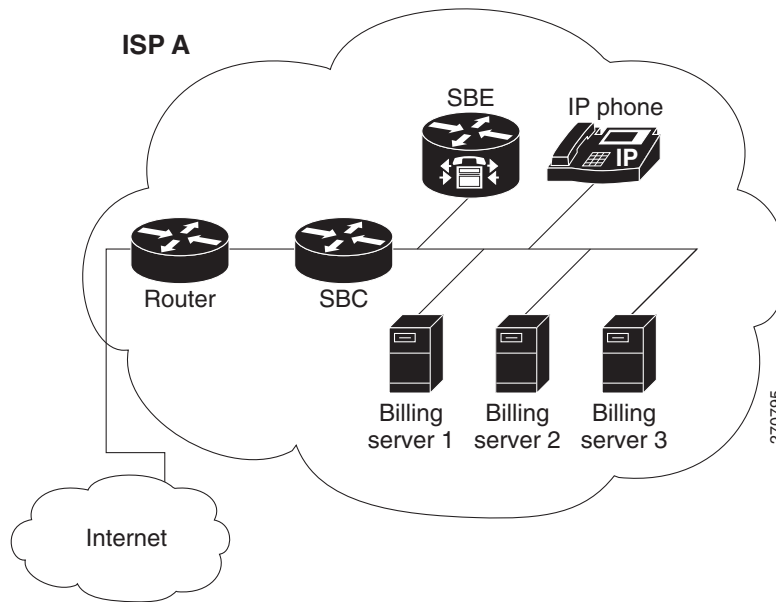 ISP A
SBE
IP phone
IP
Router
SBC
Billing
server 1
Billing
server 2
Billing
server 3
Internet
270795